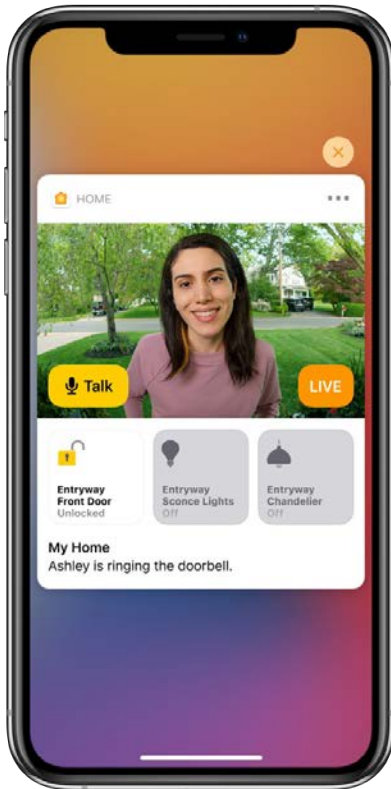 HOME
Talk
LIVE
Entryway
Front Door
Unlocked
Entryway
Sconce Lights
Off
Entryway
Chandelier
Off
My Home
Ashley is ringing the doorbell.